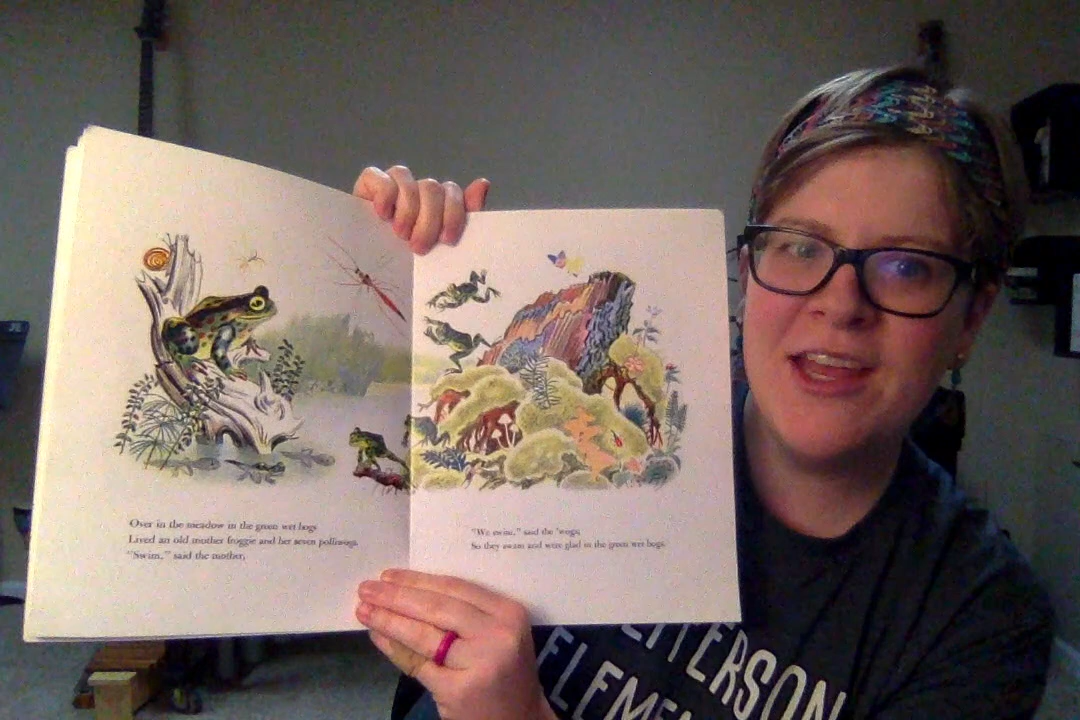 Over in the meadow in the green wet bogs
Lived an old mother froggie and her seven polliwogs.
"Swim," said the mother;
"We swim," said the 'wogs;
So they swam and were glad in the green wet bogs.
EFFERSON
ELEMEN